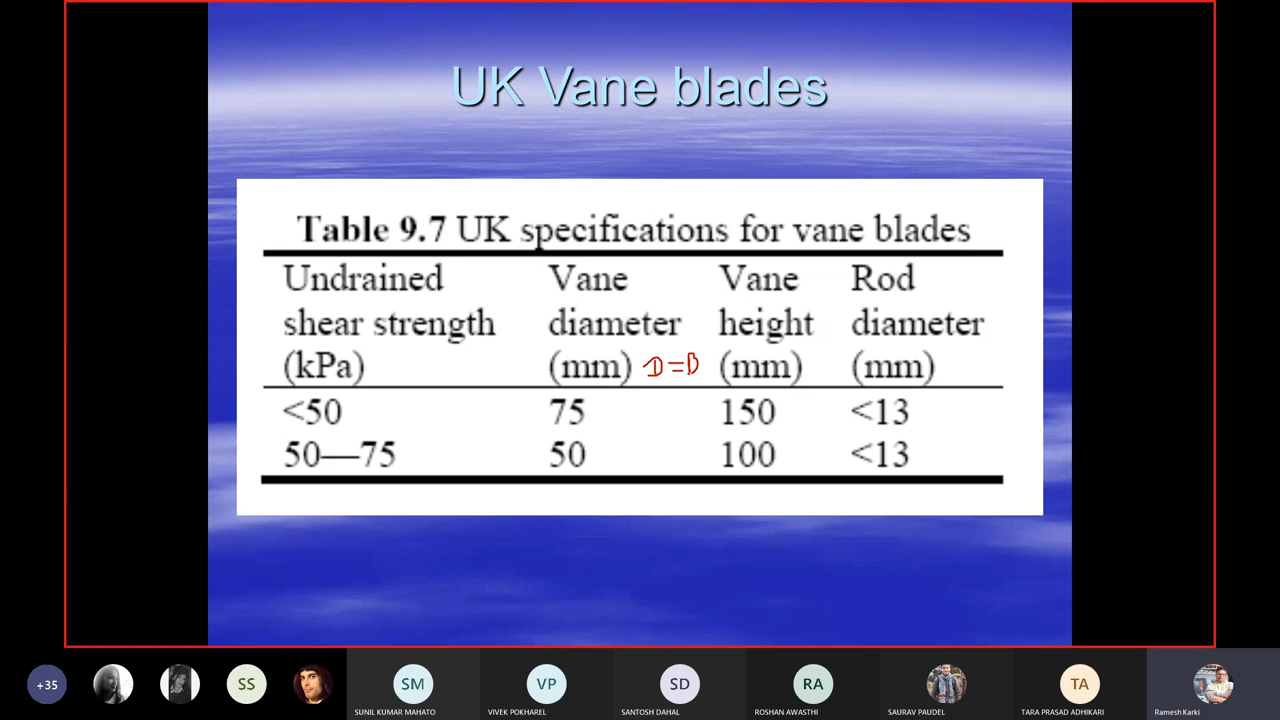 UK Vane blades
Table 9.7 UK specifications for vane blades
Undrained shear strength (kPa) Vane diameter (mm) D=B Vane height (mm) Rod diameter (mm)
<50 75 150 <13
50—75 50 100 <13
+35 SS SM VP SD RA TA
SUNIL KUMAR MAHATO VIVEK POKHAREL SANTOSH DAHAL ROSHAN AWASTHI SAURAV PAUDEL TARA PRASAD ADHIKARI Ramesh Karki